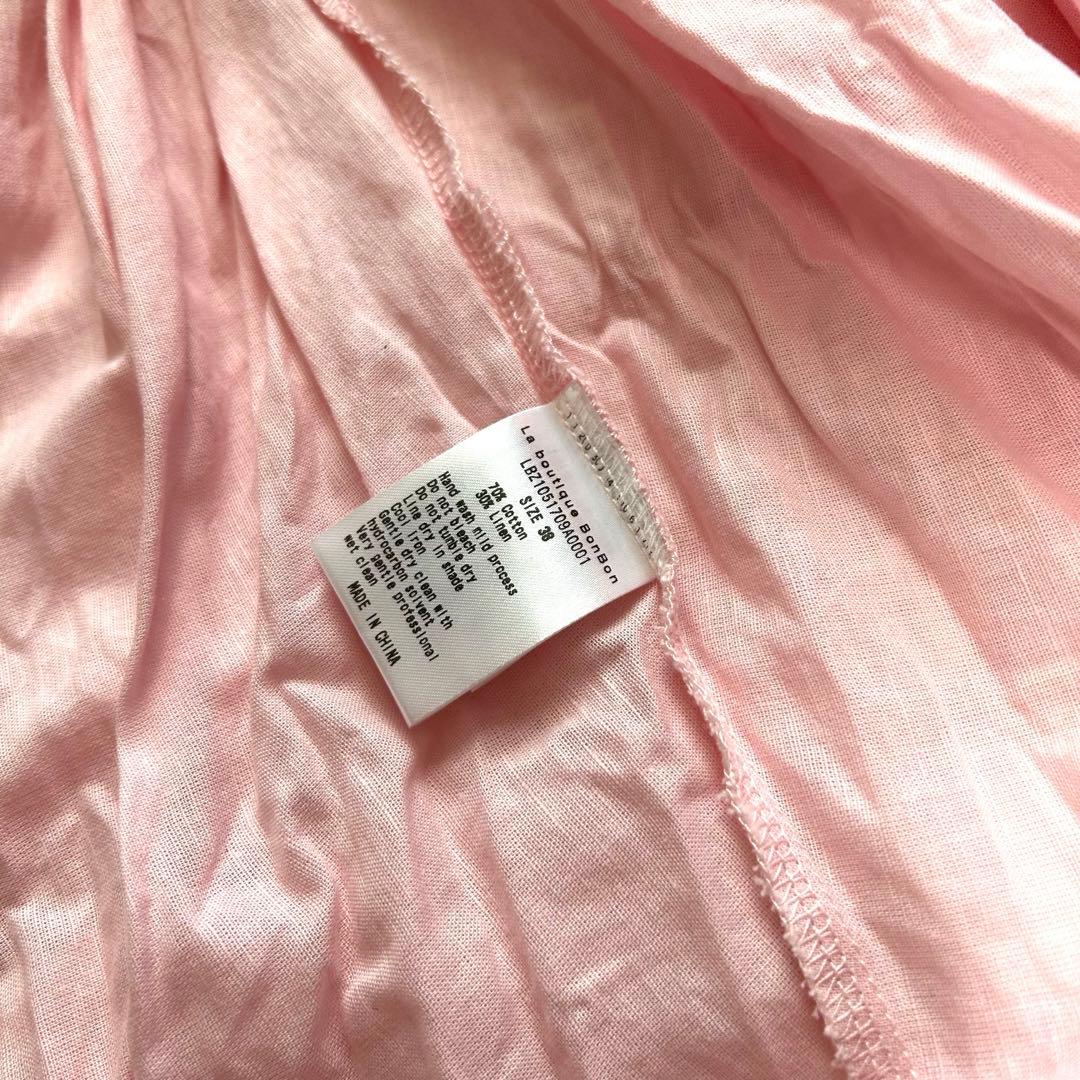 La boutique BonBon
LBZ1051709A0001
SIZE 38
70% Cotton
30% Linen
Hand wash mild process
Do not bleach
Do not tumble dry
Line dry in shade
Cool iron
Gentle dry clean with
hydrocarbon solvent
Very gentle professional
wet clean
MADE IN CHINA